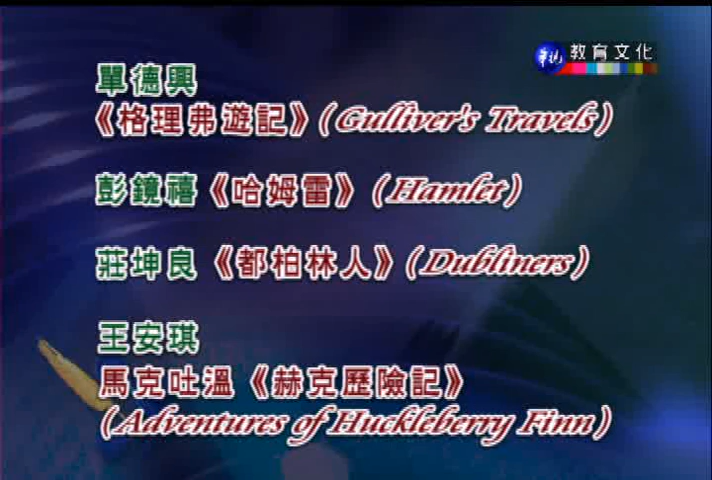 華視 教育文化
單德興
《格理弗遊記》(Gulliver's Travels)
彭鏡禧《哈姆雷》(Hamlet)
莊坤良《都柏林人》(Dubliners)
王安琪
馬克吐溫《赫克歷險記》
(Adventures of Huckleberry Finn)